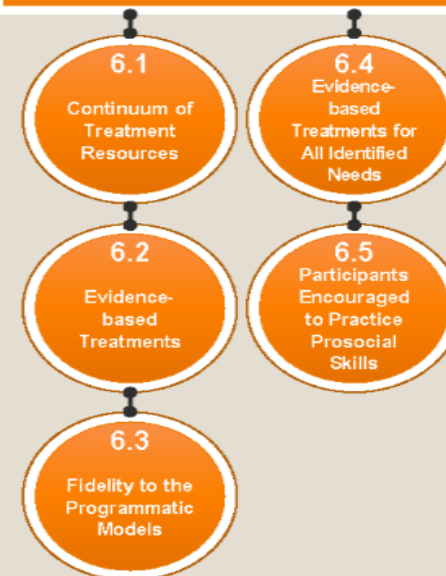 6.1
Continuum of
Treatment
Resources
6.2
Evidence-
based
Treatments
6.3
Fidelity to the
Programmatic
Models
6.4
Evidence-
based
Treatments for
All Identified
Needs
6.5
Participants
Encouraged
to Practice
Prosocial
Skills